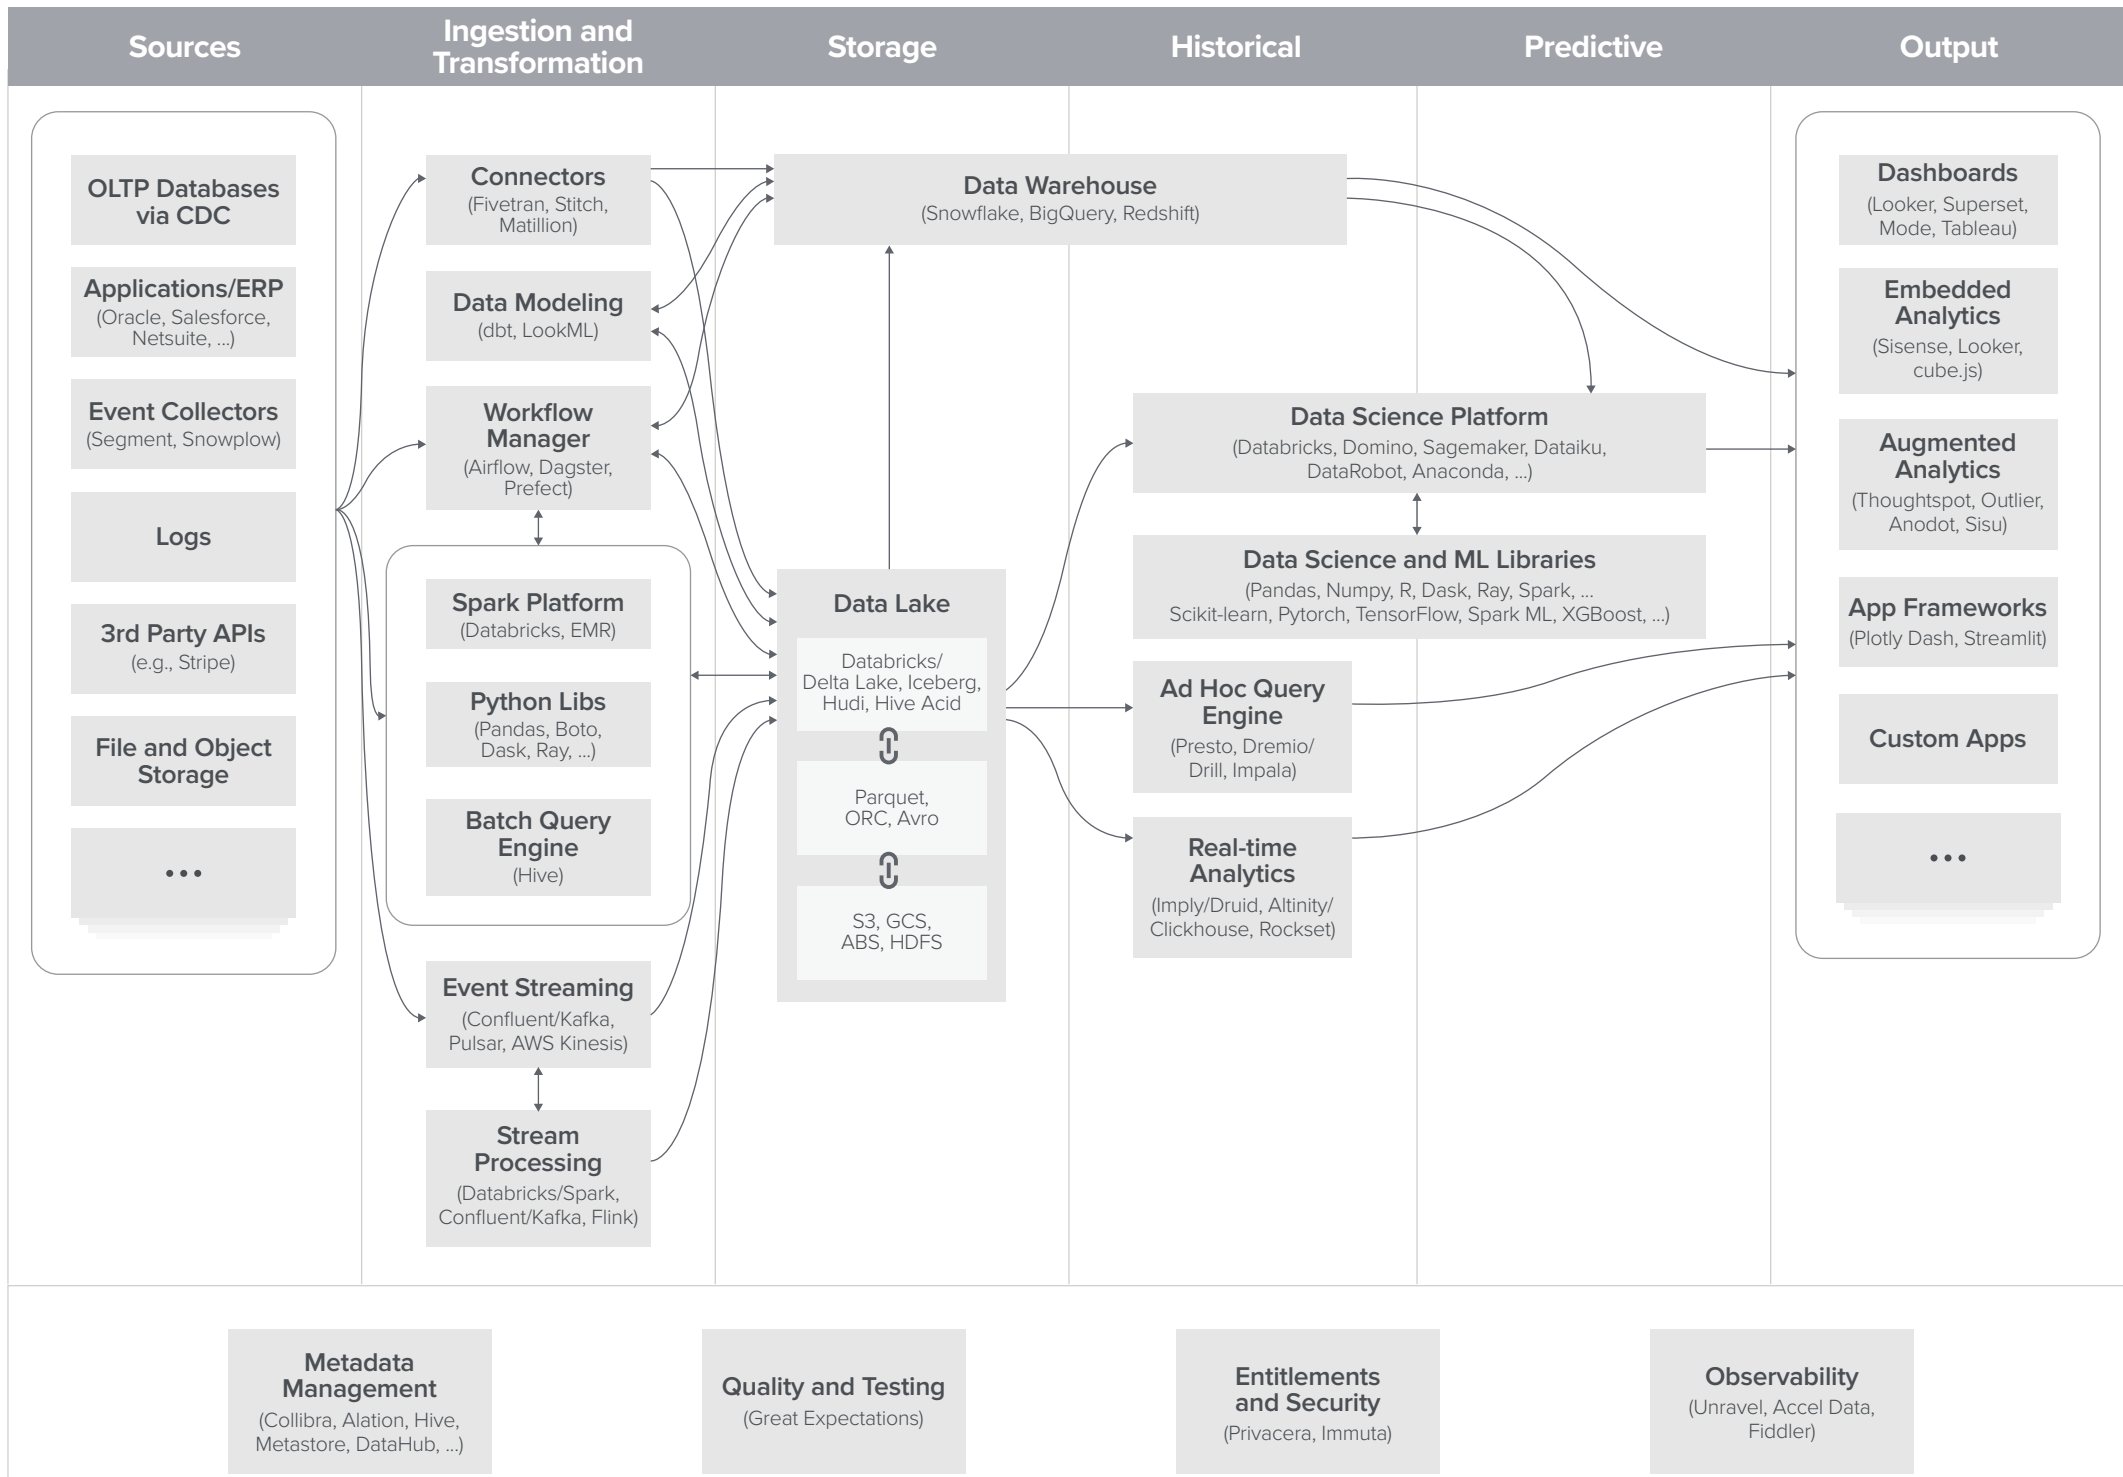 Sources
Ingestion and
Transformation
Storage
Historical
Predictive
Output
OLTP Databases
via CDC
Applications/ERP
(Oracle, Salesforce,
Netsuite, ...)
Event Collectors
(Segment, Snowplow)
Logs
3rd Party APIs
(e.g., Stripe)
File and Object
Storage
...
Connectors
(Fivetran, Stitch,
Matillion)
Data Modeling
(dbt, LookML)
Workflow
Manager
(Airflow, Dagster,
Prefect)
Spark Platform
(Databricks, EMR)
Python Libs
(Pandas, Boto,
Dask, Ray, ...)
Batch Query
Engine
(Hive)
Event Streaming
(Confluent/Kafka,
Pulsar, AWS Kinesis)
Stream
Processing
(Databricks/Spark,
Confluent/Kafka, Flink)
Data Warehouse
(Snowflake, BigQuery, Redshift)
Data Lake
Databricks/
Delta Lake, Iceberg,
Hudi, Hive Acid
Parquet,
ORC, Avro
S3, GCS,
ABS, HDFS
Data Science Platform
(Databricks, Domino, Sagemaker, Dataiku,
DataRobot, Anaconda, ...)
Data Science and ML Libraries
(Pandas, Numpy, R, Dask, Ray, Spark, ...
Scikit-learn, Pytorch, TensorFlow, Spark ML, XGBoost, ...)
Ad Hoc Query
Engine
(Presto, Dremio/
Drill, Impala)
Real-time
Analytics
(Imply/Druid, Altinity/
Clickhouse, Rockset)
Dashboards
(Looker, Superset,
Mode, Tableau)
Embedded
Analytics
(Sisense, Looker,
cube.js)
Augmented
Analytics
(Thoughtspot, Outlier,
Anodot, Sisu)
App Frameworks
(Plotly Dash, Streamlit)
Custom Apps
...
Metadata
Management
(Collibra, Alation, Hive,
Metastore, DataHub, ...)
Quality and Testing
(Great Expectations)
Entitlements
and Security
(Privacera, Immuta)
Observability
(Unravel, Accel Data,
Fiddler)